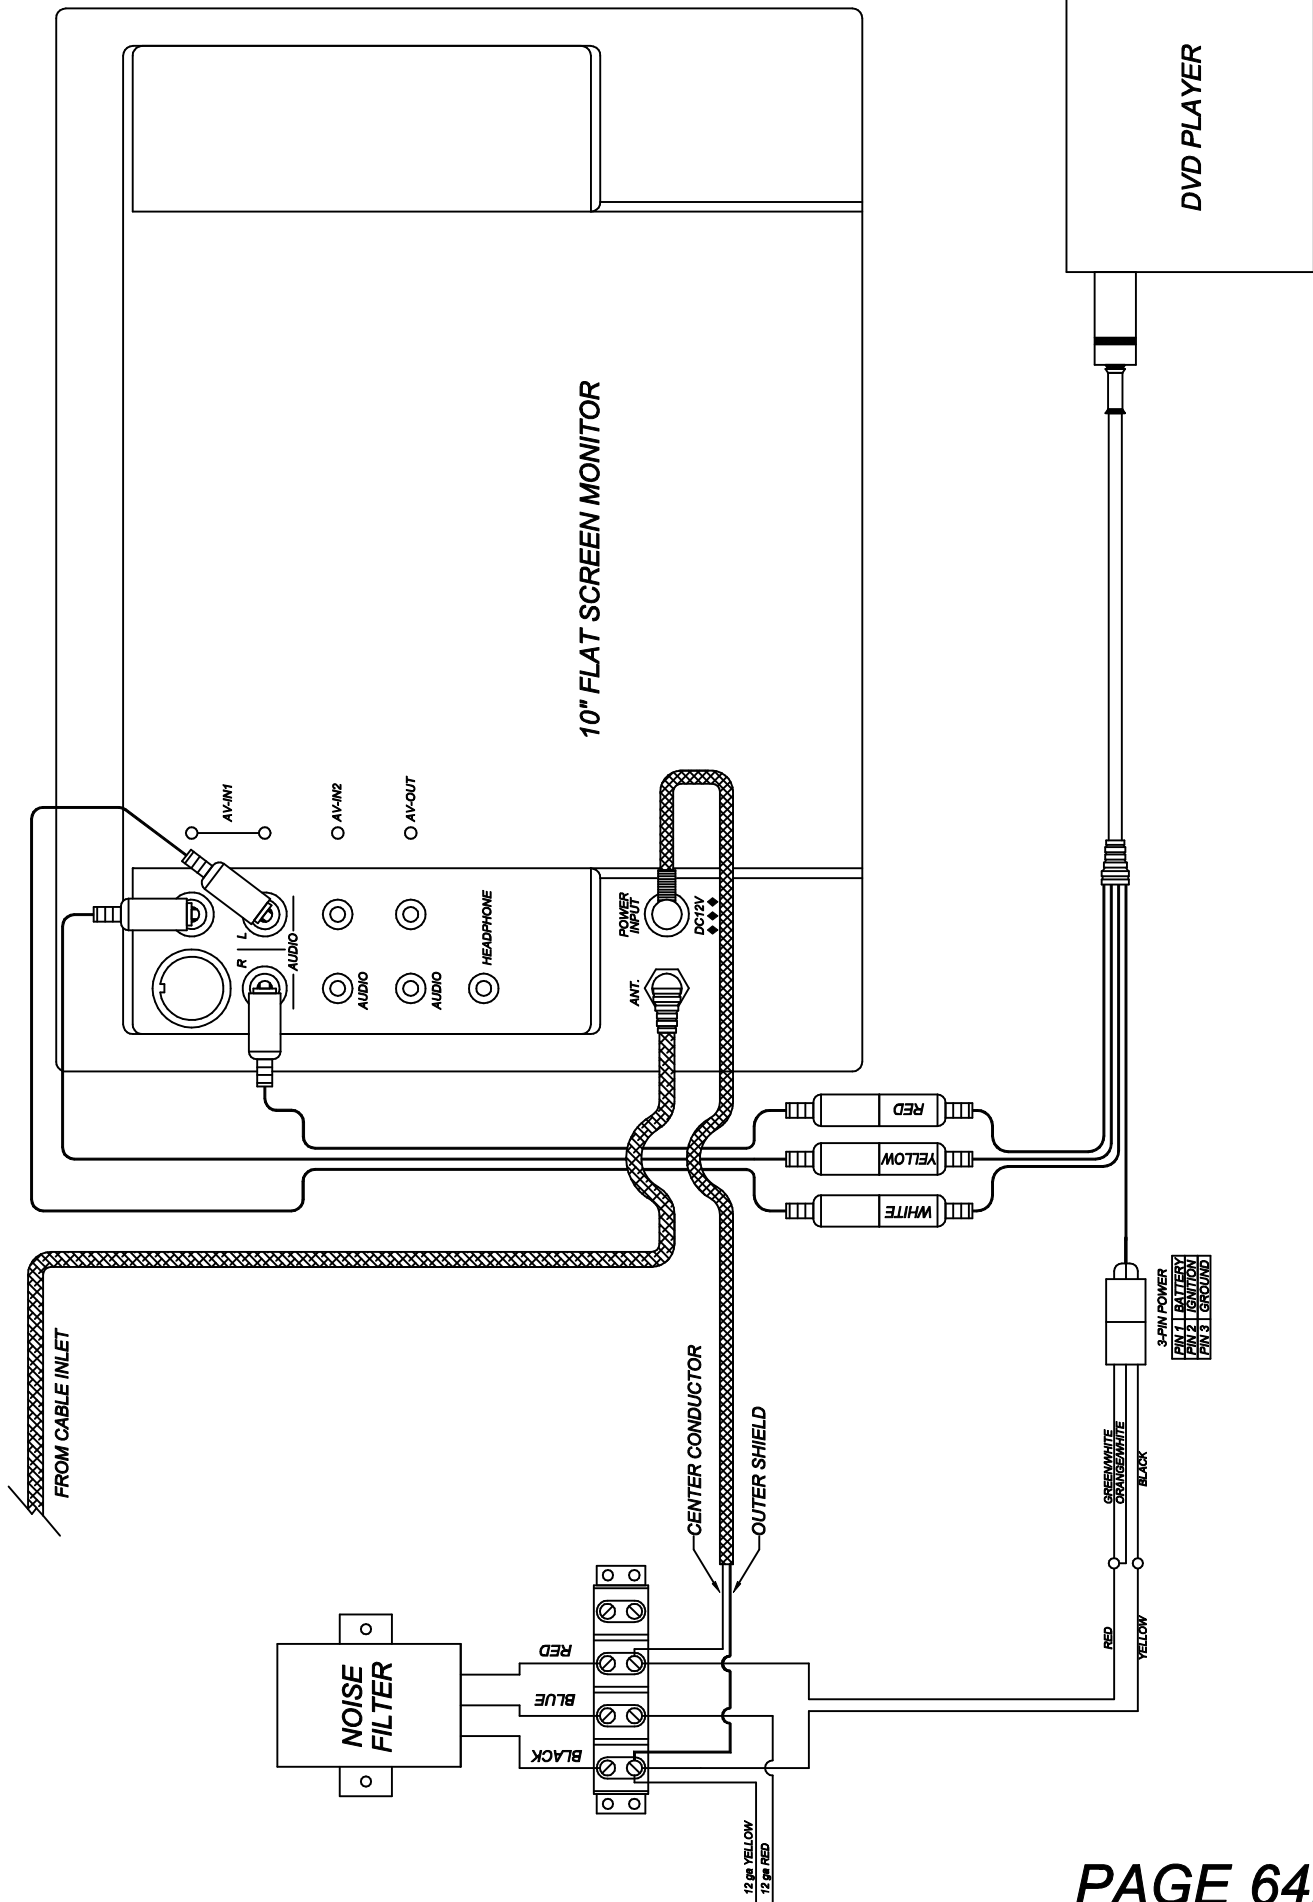 DVD PLAYER
10" FLAT SCREEN MONITOR
AV-IN1
AV-IN2
AV-OUT
L
R
AUDIO
AUDIO
AUDIO
HEADPHONE
POWER
INPUT
DC12V
ANT.
RED
YELLOW
WHITE
FROM CABLE INLET
3-PIN POWER
PIN 1 BATTERY
PIN 2 IGNITION
PIN 3 GROUND
CENTER CONDUCTOR
OUTER SHIELD
GREEN/WHITE
ORANGE/WHITE
BLACK
RED
YELLOW
NOISE
FILTER
RED
BLUE
BLACK
12 ga YELLOW
12 ga RED
PAGE 64